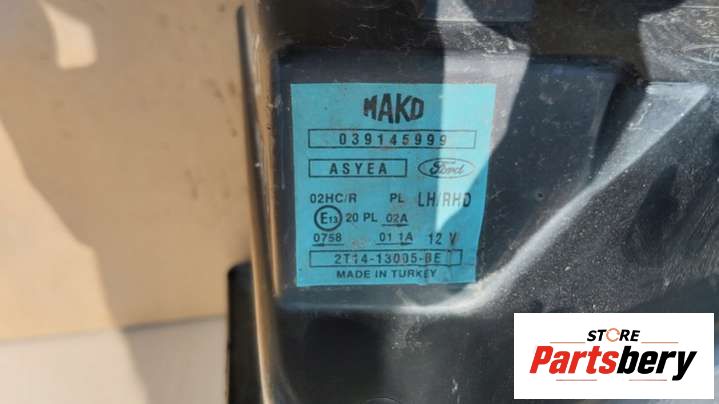 MAKO
039145999
ASYEA Ford
02HC/R PL LH/RHD
E13 20 PL 02A
0758 01 1A 12 V
2T14-13005-BE
MADE IN TURKEY
STORE
Partsbery